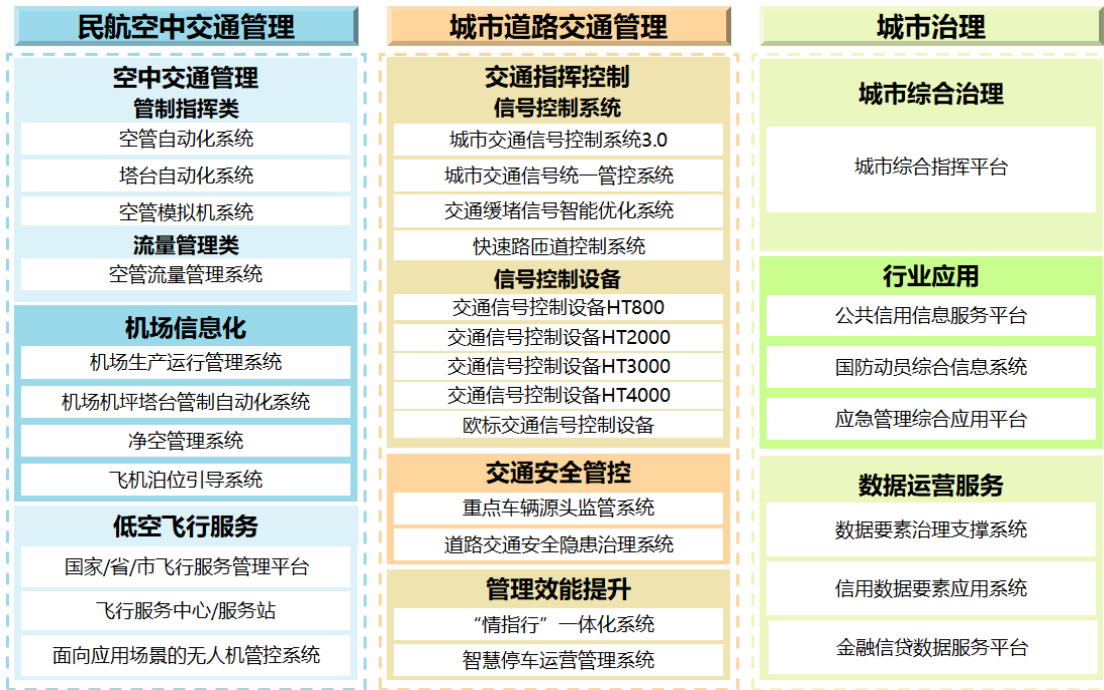 民航空中交通管理
空中交通管理
管制指挥类
空管自动化系统
塔台自动化系统
空管模拟机系统
流量管理类
空管流量管理系统
机场信息化
机场生产运行管理系统
机场机坪塔台管制自动化系统
净空管理系统
飞机泊位引导系统
低空飞行服务
国家/省/市飞行服务管理平台
飞行服务中心/服务站
面向应用场景的无人机管控系统
城市道路交通管理
交通指挥控制
信号控制系统
城市交通信号控制系统3.0
城市交通信号统一管控系统
交通缓堵信号智能优化系统
快速路匝道控制系统
信号控制设备
交通信号控制设备HT800
交通信号控制设备HT2000
交通信号控制设备HT3000
交通信号控制设备HT4000
欧标交通信号控制设备
交通安全管控
重点车辆源头监管系统
道路交通安全隐患治理系统
管理效能提升
“情指行”一体化系统
智慧停车运营管理系统
城市治理
城市综合治理
城市综合指挥平台
行业应用
公共信用信息服务平台
国防动员综合信息系统
应急管理综合应用平台
数据运营服务
数据要素治理支撑系统
信用数据要素应用系统
金融信贷数据服务平台